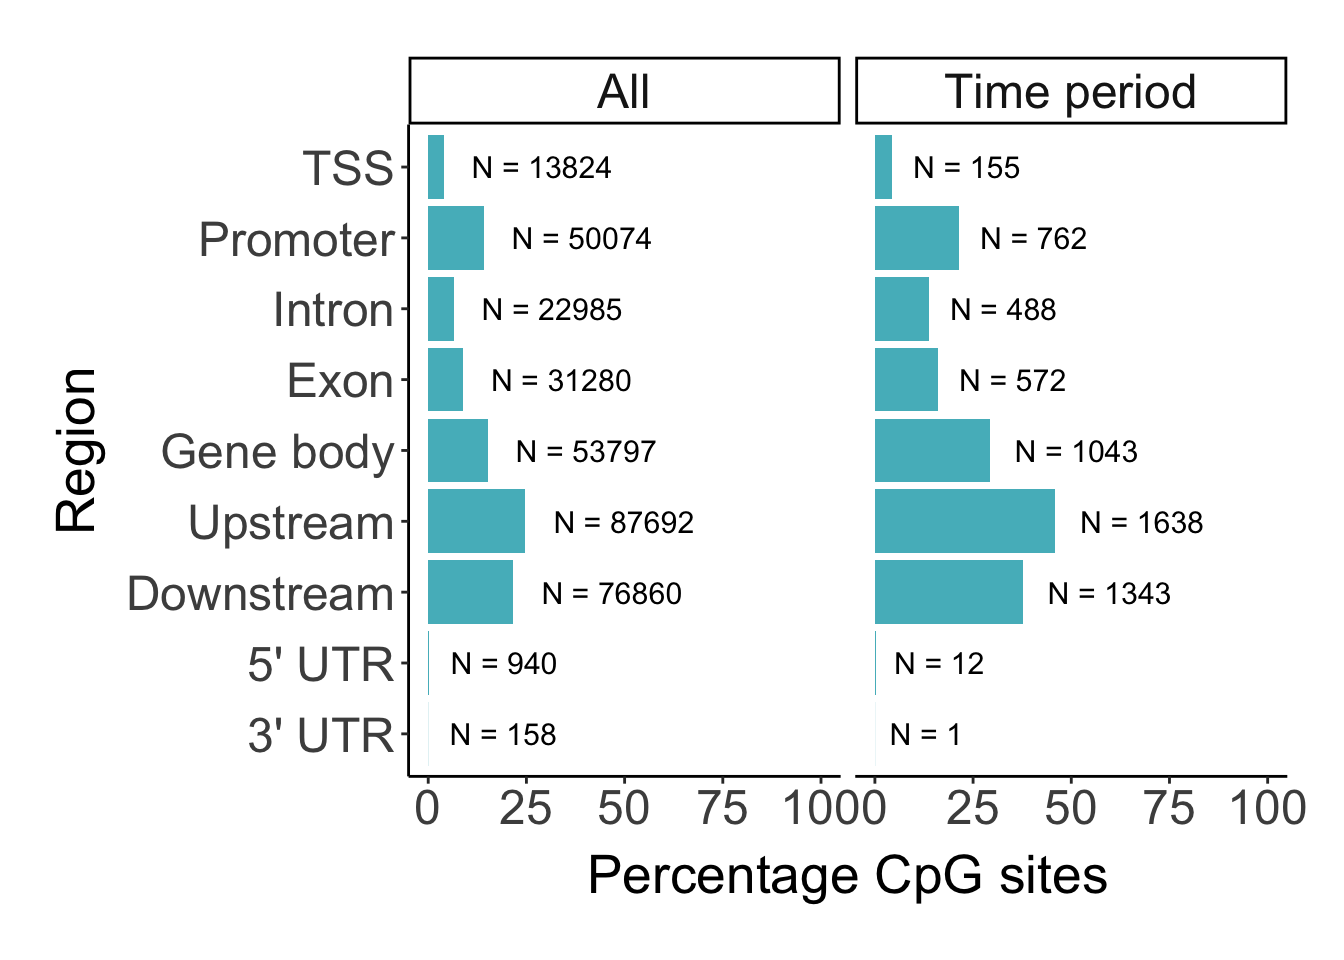 All
Time period
TSS
N = 13824
N = 155
Promoter
N = 50074
N = 762
Intron
N = 22985
N = 488
Exon
N = 31280
N = 572
Gene body
N = 53797
N = 1043
Upstream
N = 87692
N = 1638
Downstream
N = 76860
N = 1343
5' UTR
N = 940
N = 12
3' UTR
N = 158
N = 1
Region
0 25 50 75 100
0 25 50 75 100
Percentage CpG sites